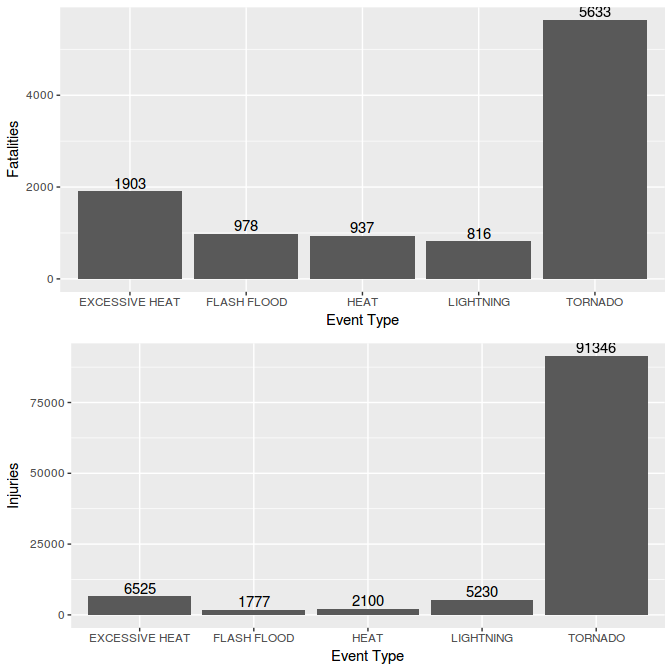 5633
4000
Fatalities
1903
2000
978
937
816
0
EXCESSIVE HEAT FLASH FLOOD HEAT LIGHTNING TORNADO
Event Type
91346
75000
Injuries
50000
25000
6525
5230
2100
1777
0
EXCESSIVE HEAT FLASH FLOOD HEAT LIGHTNING TORNADO
Event Type